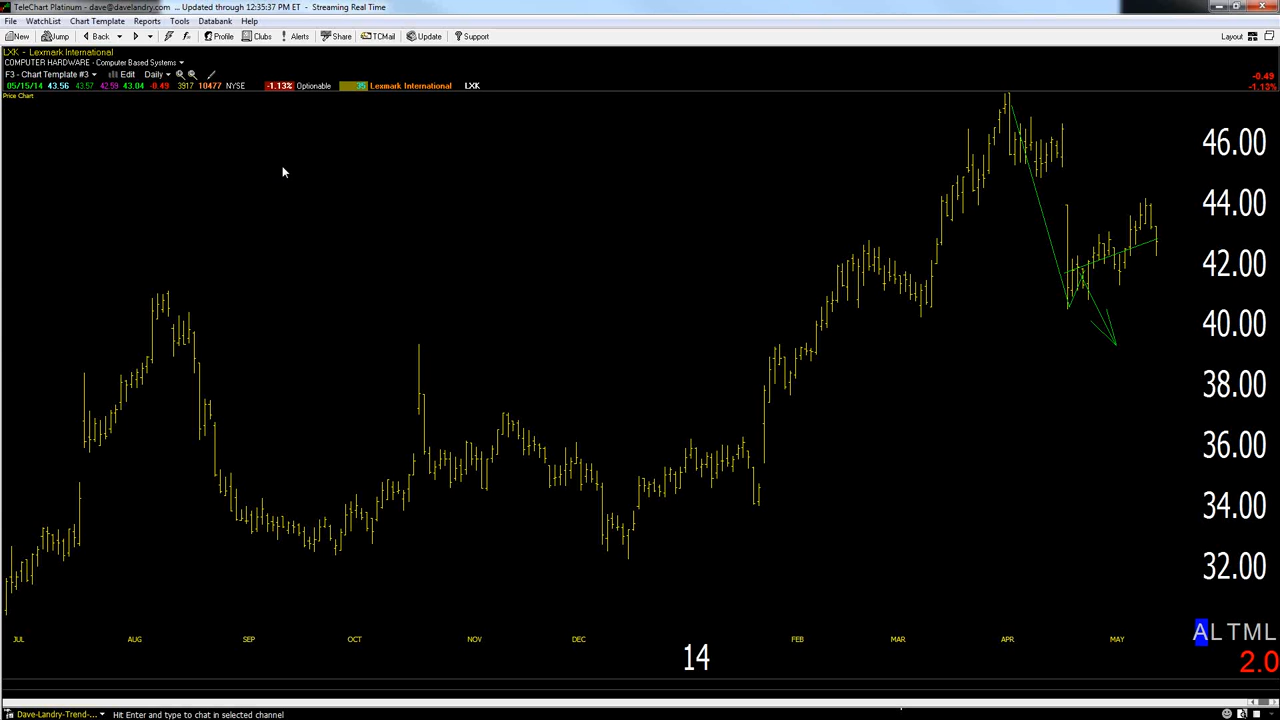 TeleChart Platinum - dave@davelandry.com ... Updated through 12:35:37 PM ET - Streaming Real Time
File WatchList Chart Template Reports Tools Databank Help
New Jump Back Profile Clubs Alerts Share TCMail Update Support Layout
LXK - Lexmark International
COMPUTER HARDWARE - Computer Based Systems
F3 - Chart Template #3 Edit Daily -0.49
05/15/14 43.56 43.57 42.59 43.04 -0.49 3917 10477 NYSE -1.13% Optionable 35 Lexmark International LXK -1.13%
Price Chart
46.00
44.00
42.00
40.00
38.00
36.00
34.00
32.00
ALTML
JUL AUG SEP OCT NOV DEC 14 FEB MAR APR MAY
2.0
Dave-Landry-Trend-... Hit Enter and type to chat in selected channel